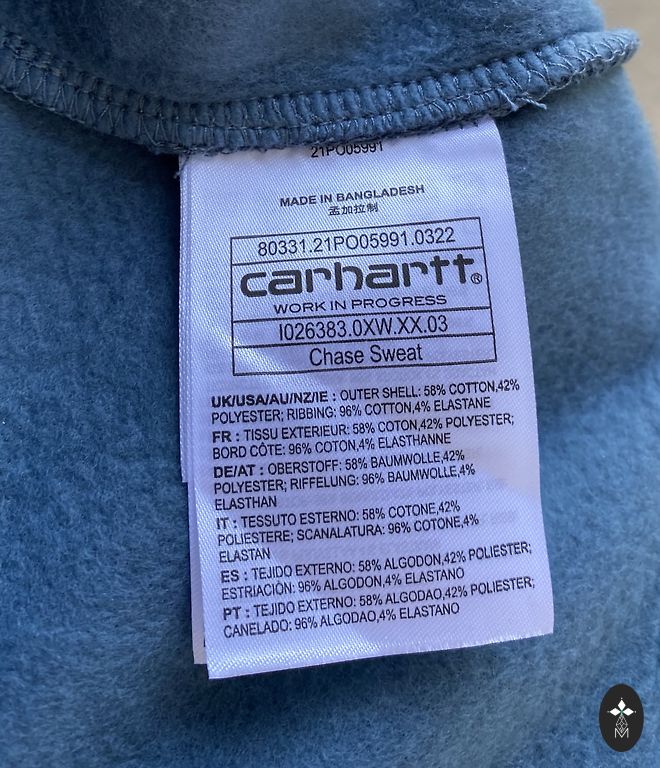 21PO05991
MADE IN BANGLADESH
孟加拉制
80331.21PO05991.0322
carhartt®
WORK IN PROGRESS
I026383.0XW.XX.03
Chase Sweat
UK/USA/AU/NZ/IE : OUTER SHELL: 58% COTTON,42%
POLYESTER; RIBBING: 96% COTTON,4% ELASTANE
FR : TISSU EXTERIEUR: 58% COTON,42% POLYESTER;
BORD CÔTE: 96% COTON,4% ELASTHANNE
DE/AT : OBERSTOFF: 58% BAUMWOLLE,42%
POLYESTER; RIFFELUNG: 96% BAUMWOLLE,4%
ELASTHAN
IT : TESSUTO ESTERNO: 58% COTONE,42%
POLIESTERE; SCANALATURA: 96% COTONE,4%
ELASTAN
ES : TEJIDO EXTERNO: 58% ALGODON,42% POLIESTER;
ESTRIACIÓN: 96% ALGODON,4% ELASTANO
PT : TEJIDO EXTERNO: 58% ALGODAO,42% POLIESTER;
CANELADO: 96% ALGODAO,4% ELASTANO
M